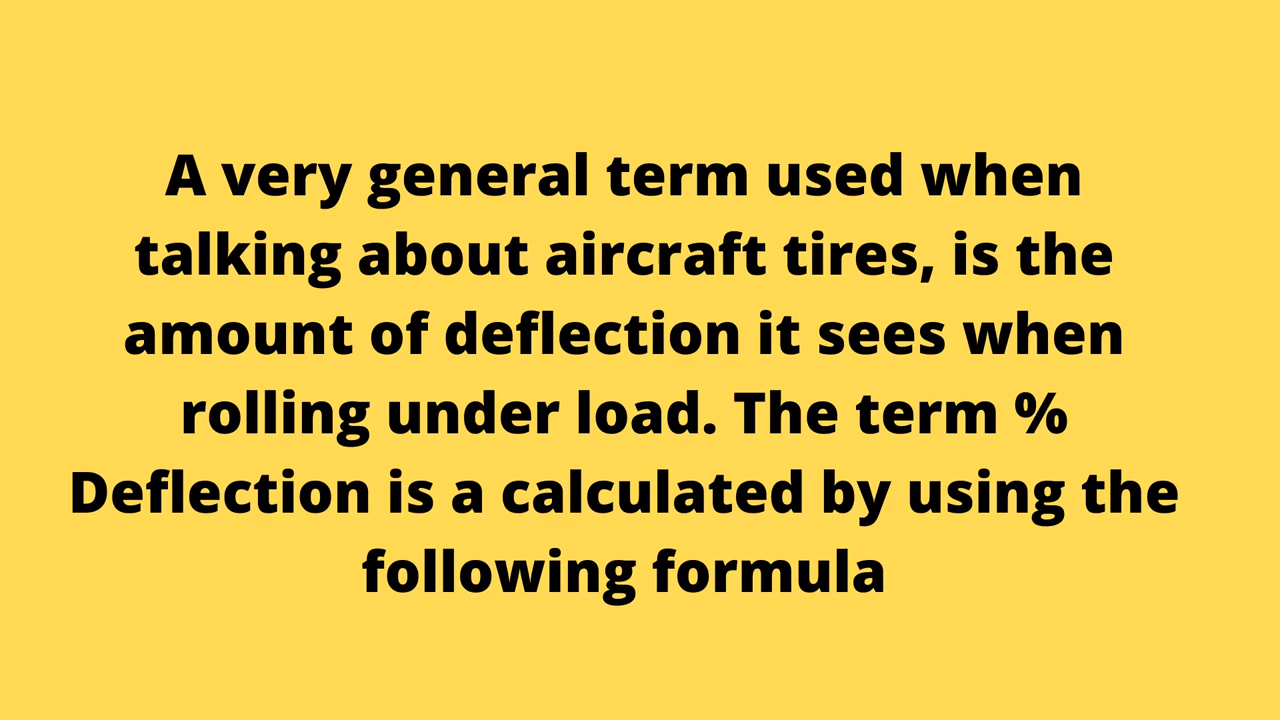 A very general term used when
talking about aircraft tires, is the
amount of deflection it sees when
rolling under load. The term %
Deflection is a calculated by using the
following formula